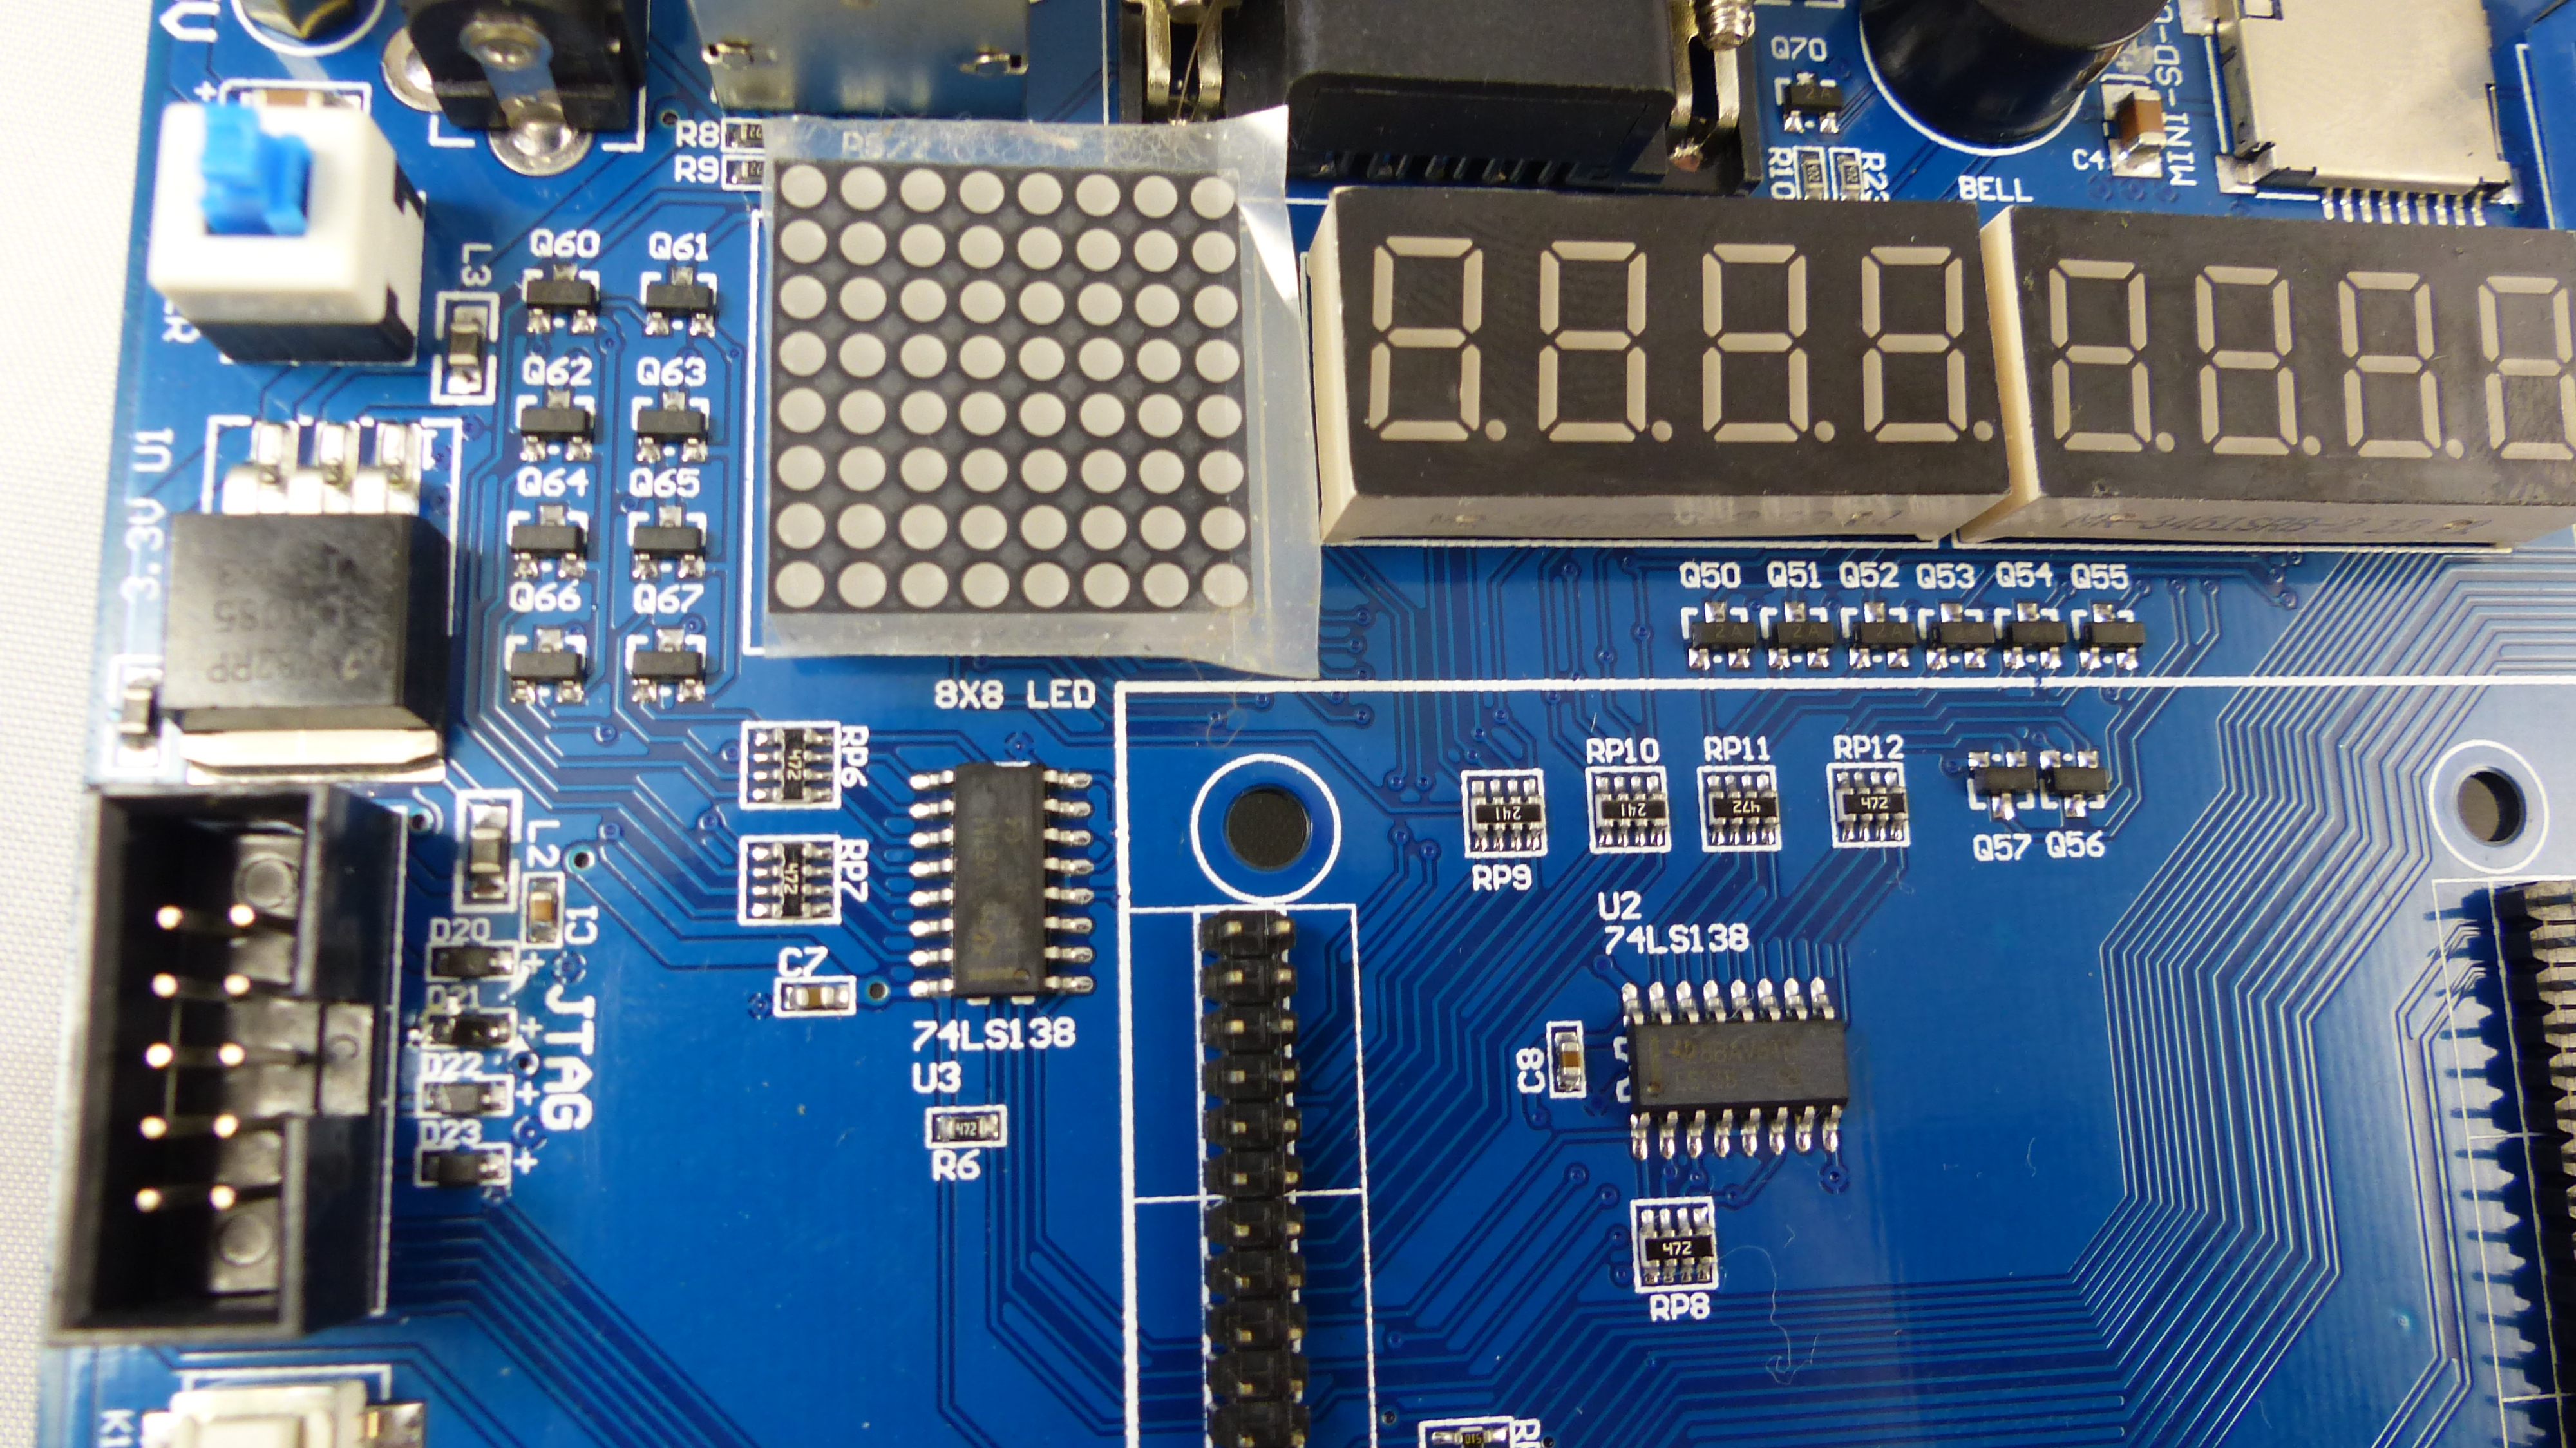 Q70
MINI-SD-
C4
R8
R9
R10
BELL
L3
Q60 Q61
Q62 Q63
Q64 Q65
Q66 Q67
3.3V U1
Q50 Q51 Q52 Q53 Q54 Q55
8X8 LED
RP6
472
RP7
472
RP10
241
RP11
472
RP12
472
241
RP9
Q57 Q56
L2
C1
D20
D21
D22
D23
JTAG
C7
74LS138
U3
472
R6
U2
74LS138
C8
472
RP8
K1